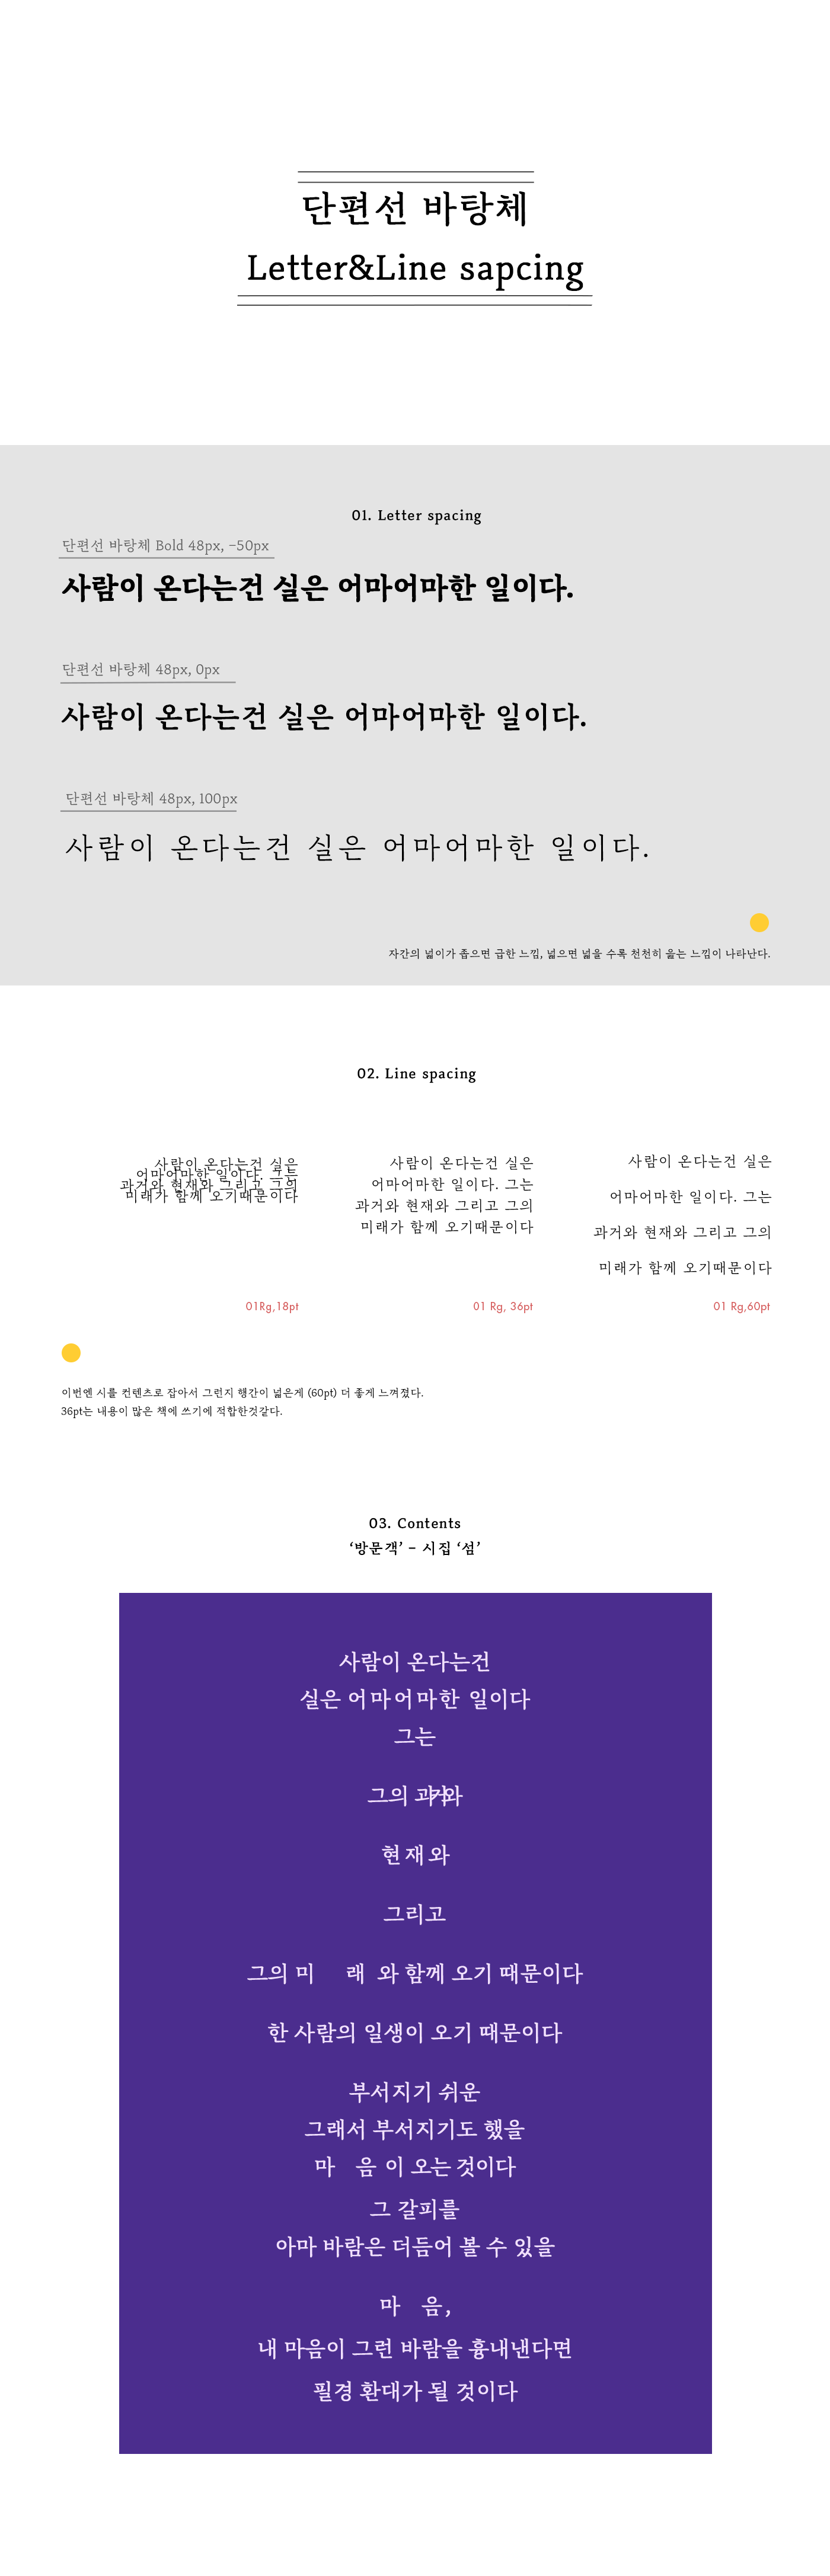 단편선 바탕체
Letter&Line sapcing
01. Letter spacing
단편선 바탕체 Bold 48px, -50px
사람이 온다는건 실은 어마어마한 일이다.
단편선 바탕체 48px, 0px
사람이 온다는건 실은 어마어마한 일이다.
단편선 바탕체 48px, 100px
사람이 온다는건 실은 어마어마한 일이다.
자간의 넓이가 좁으면 급한 느낌, 넓으면 넓을 수록 천천히 읊는 느낌이 나라난다.
02. Line spacing
사람이 온다는건 실은
어마어마한 일이다. 그는
과거와 현재와 그리고 그의
미래가 함께 오기때문이다
01Rg,18pt
사람이 온다는건 실은
어마어마한 일이다. 그는
과거와 현재와 그리고 그의
미래가 함께 오기때문이다
01 Rg, 36pt
사람이 온다는건 실은
어마어마한 일이다. 그는
과거와 현재와 그리고 그의
미래가 함께 오기때문이다
01 Rg,60pt
이번엔 시를 컨텐츠로 잡아서 그런지 행간이 넓은게 (60pt) 더 좋게 느껴졌다.
36pt는 내용이 많은 책에 쓰기에 적합한것같다.
03. Contents
‘방문객’ - 시집 ‘섬’
사람이 온다는건
실은 어마어마한 일이다
그는
그의 과거와
현재와
그리고
그의 미 래 와 함께 오기 때문이다
한 사람의 일생이 오기 때문이다
부서지기 쉬운
그래서 부서지기도 했을
마 음 이 오는 것이다
그 갈피를
아마 바람은 더듬어 볼 수 있을
마 음,
내 마음이 그런 바람을 흉내낸다면
필경 환대가 될 것이다